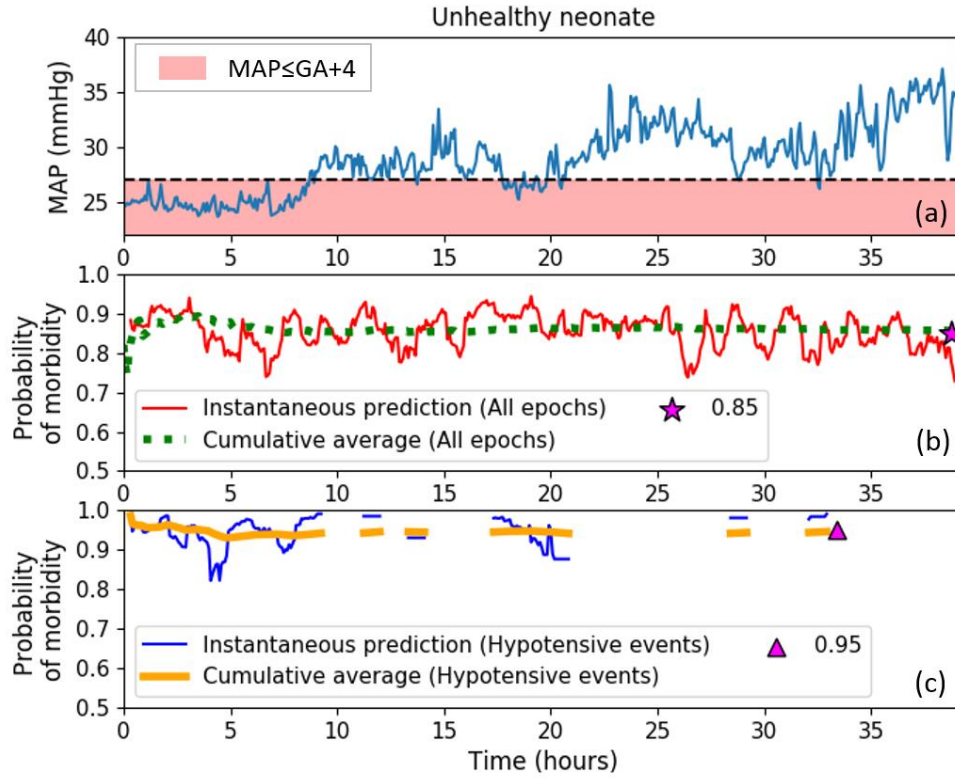 Unhealthy neonate
40
35
30
25
MAP (mmHg)
MAP≤GA+4
(a)
0 5 10 15 20 25 30 35
1.0
0.9
0.8
0.7
0.6
0.5
Probability
of morbidity
Instantaneous prediction (All epochs) 0.85
Cumulative average (All epochs)
(b)
0 5 10 15 20 25 30 35
1.0
0.9
0.8
0.7
0.6
0.5
Probability
of morbidity
Instantaneous prediction (Hypotensive events) 0.95
Cumulative average (Hypotensive events)
(c)
0 5 10 15 20 25 30 35
Time (hours)